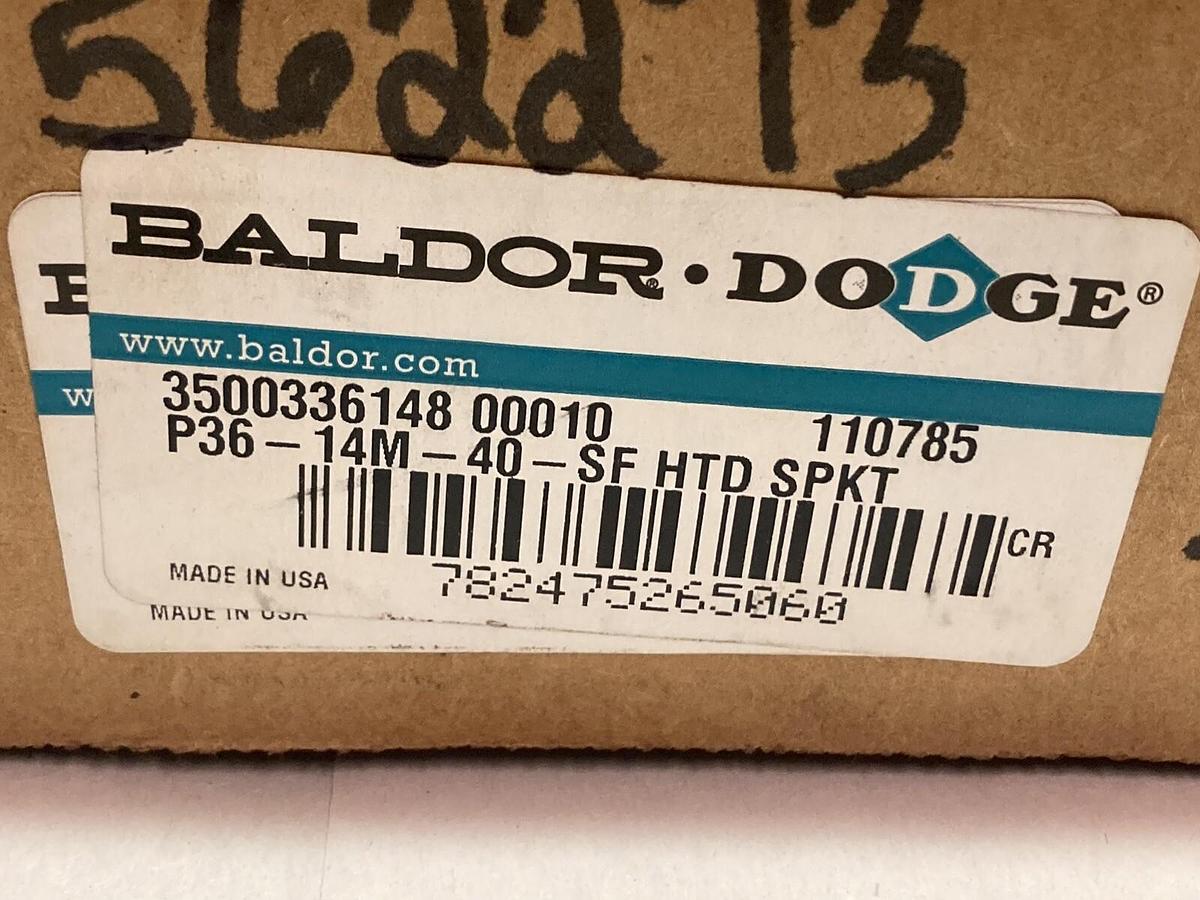 562273
BALDOR®•DODGE®
www.baldor.com
3500336148 00010 110785
P36-14M-40-SF HTD SPKT
CR
MADE IN USA 782475265060
MADE IN USA